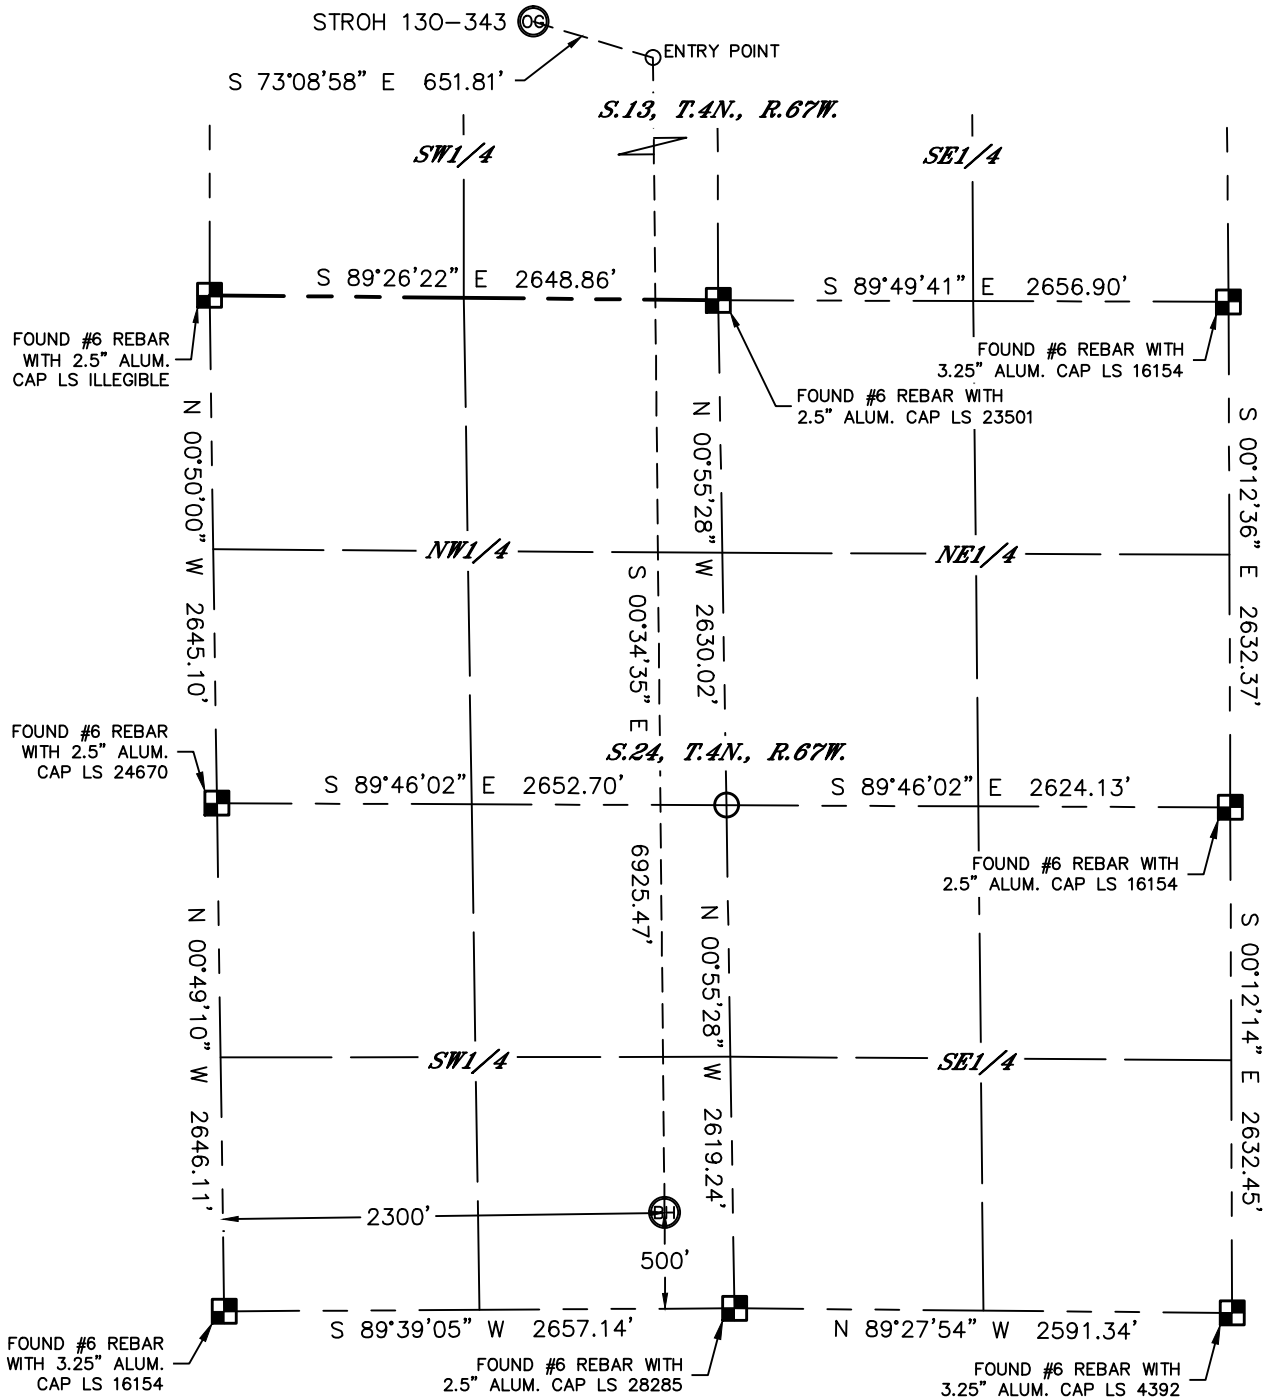 STROH 130-343 OG
ENTRY POINT
S 73°08'58" E 651.81'
S.13, T.4N., R.67W.
SW1/4
SE1/4
S 89°26'22" E 2648.86'
S 89°49'41" E 2656.90'
FOUND #6 REBAR
WITH 2.5" ALUM.
CAP LS ILLEGIBLE
FOUND #6 REBAR WITH
3.25" ALUM. CAP LS 16154
FOUND #6 REBAR WITH
2.5" ALUM. CAP LS 23501
N 00°50'00" W 2645.10'
N 00°55'28" W 2630.02'
S 00°12'36" E 2632.37'
NW1/4
NE1/4
S 00°34'35" E 6925.47'
FOUND #6 REBAR
WITH 2.5" ALUM.
CAP LS 24670
S.24, T.4N., R.67W.
S 89°46'02" E 2652.70'
S 89°46'02" E 2624.13'
FOUND #6 REBAR WITH
2.5" ALUM. CAP LS 16154
N 00°49'10" W 2646.11'
N 00°55'28" W 2619.24'
S 00°12'14" E 2632.45'
SW1/4
SE1/4
2300'
BH
500'
S 89°39'05" W 2657.14'
N 89°27'54" W 2591.34'
FOUND #6 REBAR
WITH 3.25" ALUM.
CAP LS 16154
FOUND #6 REBAR WITH
2.5" ALUM. CAP LS 28285
FOUND #6 REBAR WITH
3.25" ALUM. CAP LS 4392